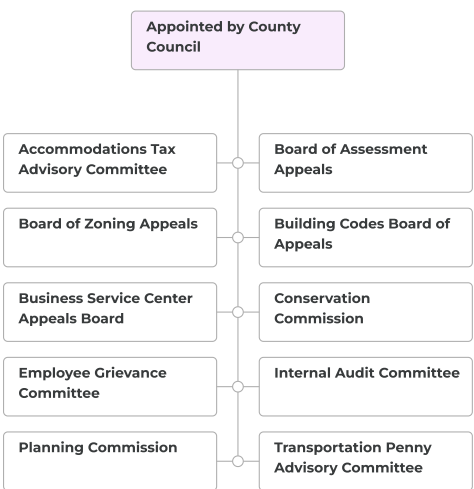 Appointed by County
Council
Accommodations Tax
Advisory Committee
Board of Assessment
Appeals
Board of Zoning Appeals
Building Codes Board of
Appeals
Business Service Center
Appeals Board
Conservation
Commission
Employee Grievance
Committee
Internal Audit Committee
Planning Commission
Transportation Penny
Advisory Committee